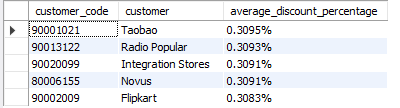 customer_code customer average_discount_percentage
90001021 Taobao 0.3095%
90013122 Radio Popular 0.3093%
90020099 Integration Stores 0.3091%
80006155 Novus 0.3091%
90002009 Flipkart 0.3083%